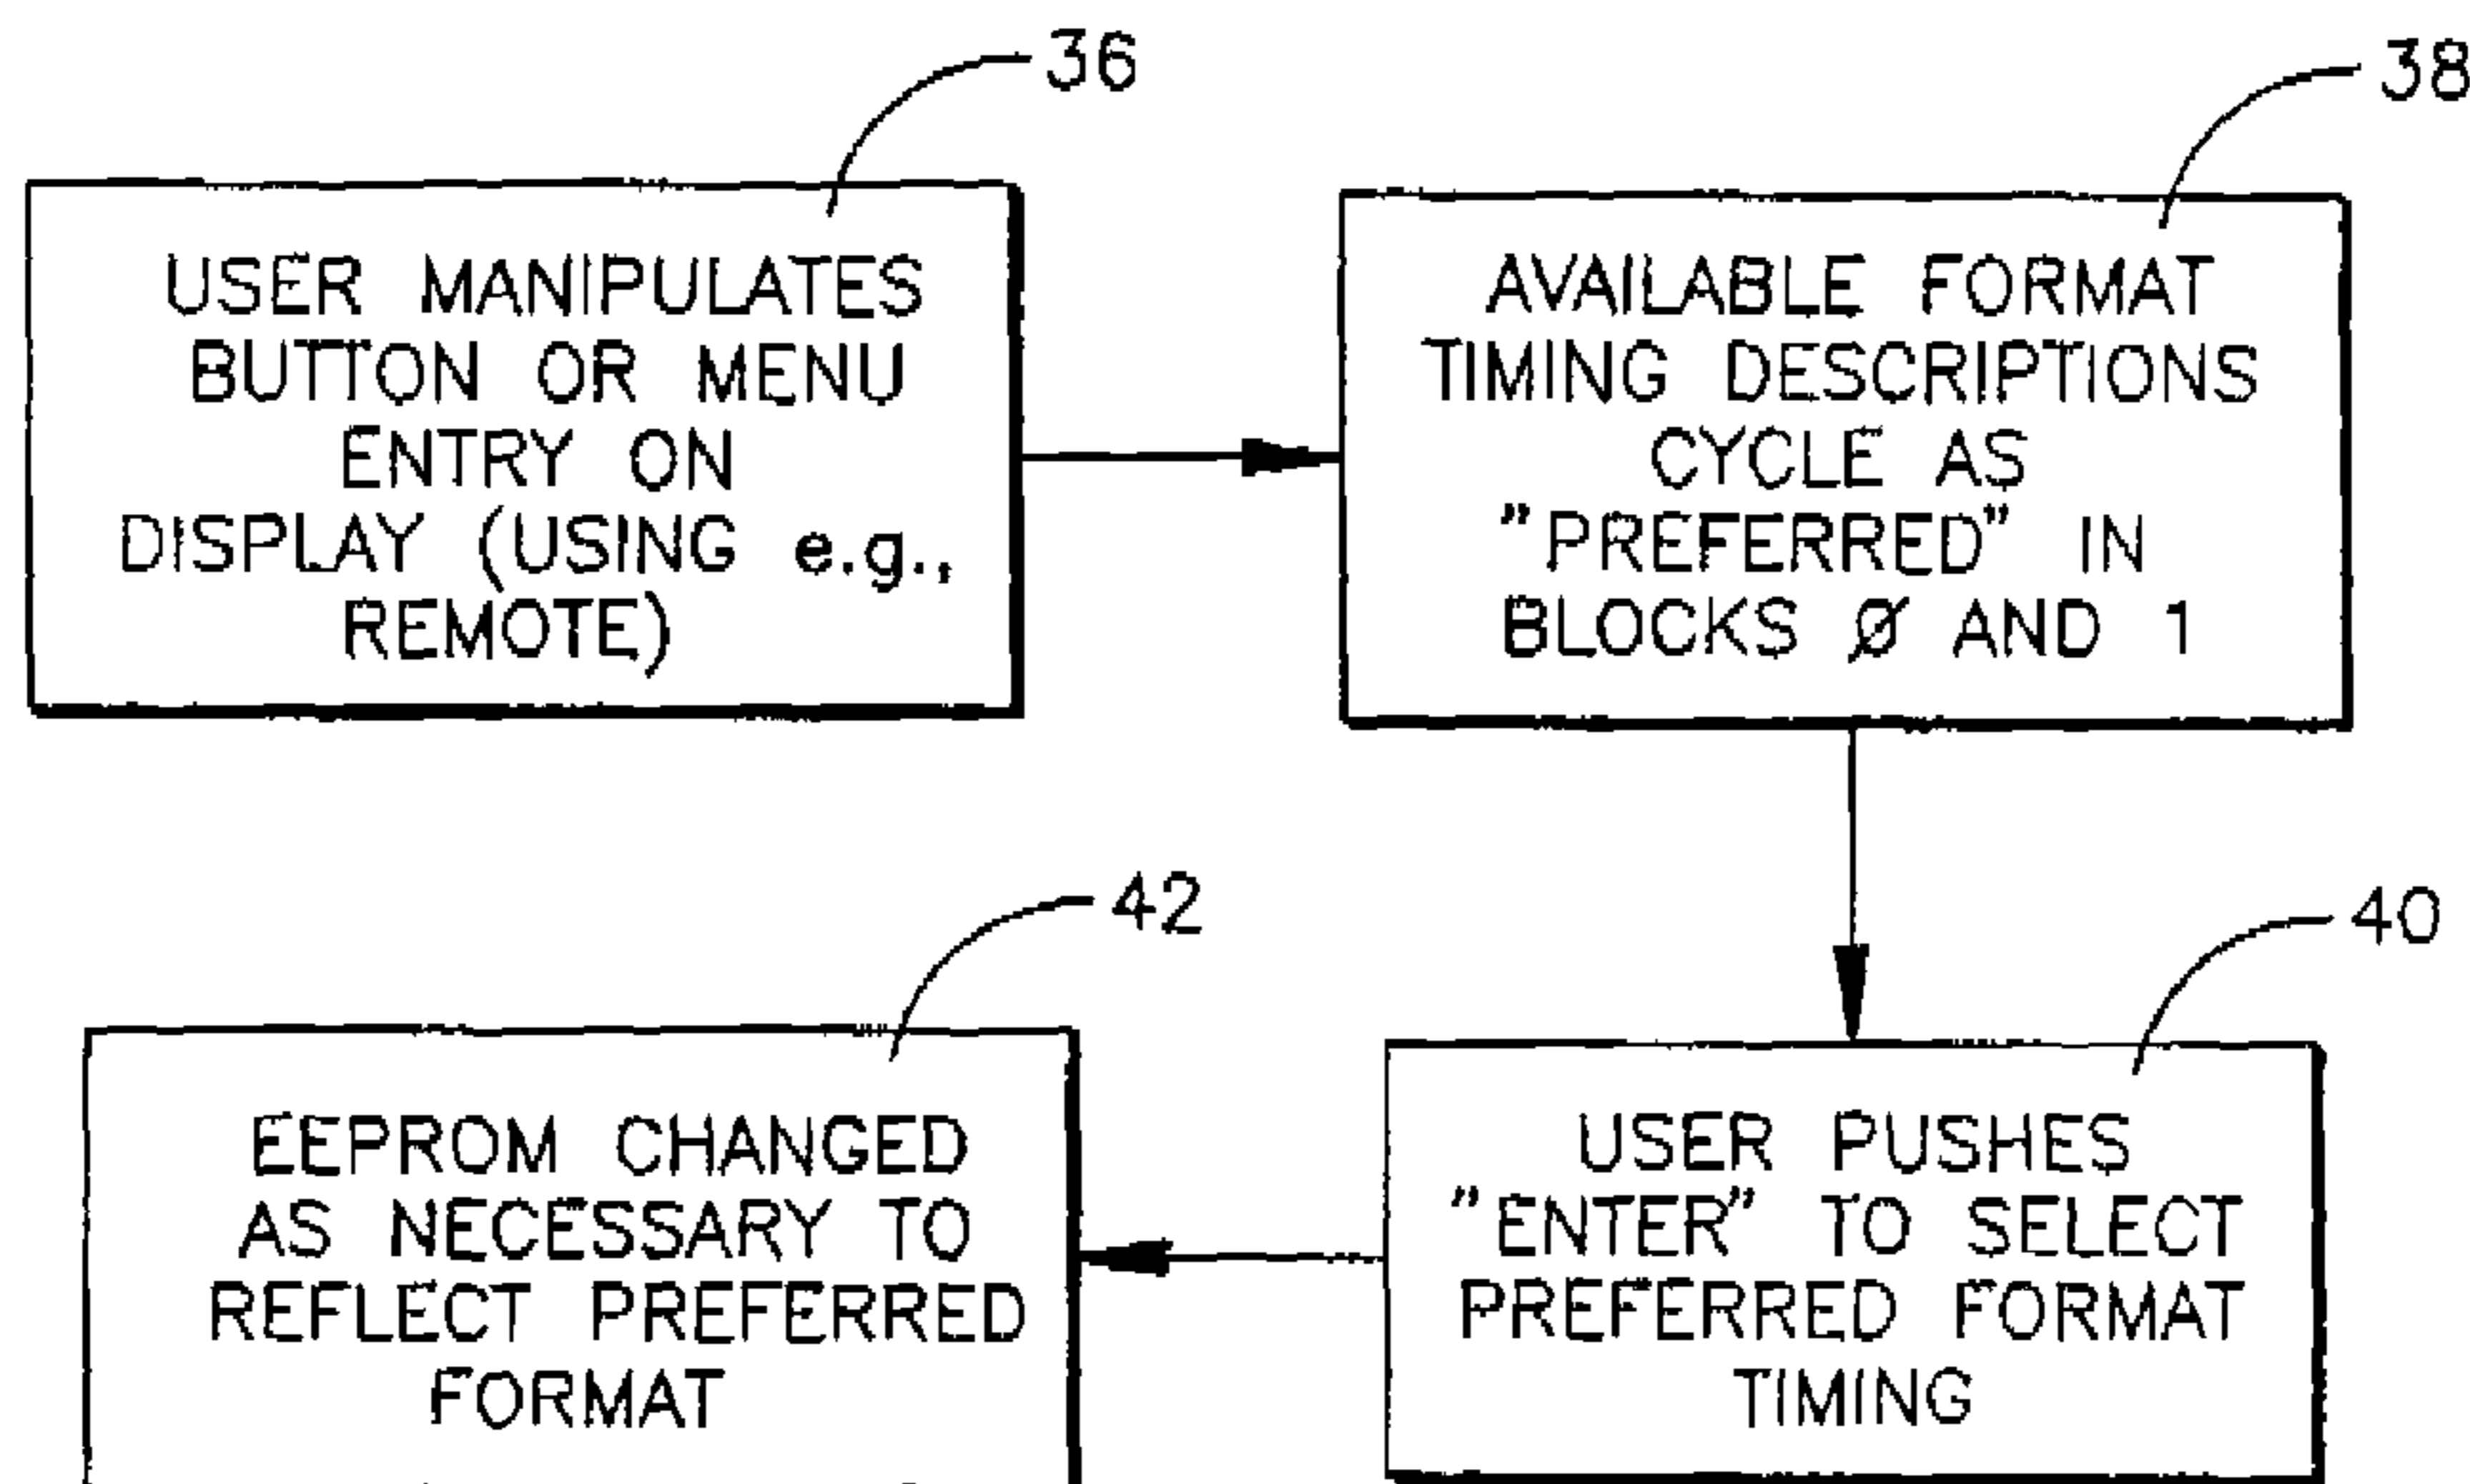 36
USER MANIPULATES
BUTTON OR MENU
ENTRY ON
DISPLAY (USING e.g.,
REMOTE)
38
AVAILABLE FORMAT
TIMING DESCRIPTIONS
CYCLE AS
"PREFERRED" IN
BLOCKS Ø AND 1
40
USER PUSHES
"ENTER" TO SELECT
PREFERRED FORMAT
TIMING
42
EEPROM CHANGED
AS NECESSARY TO
REFLECT PREFERRED
FORMAT